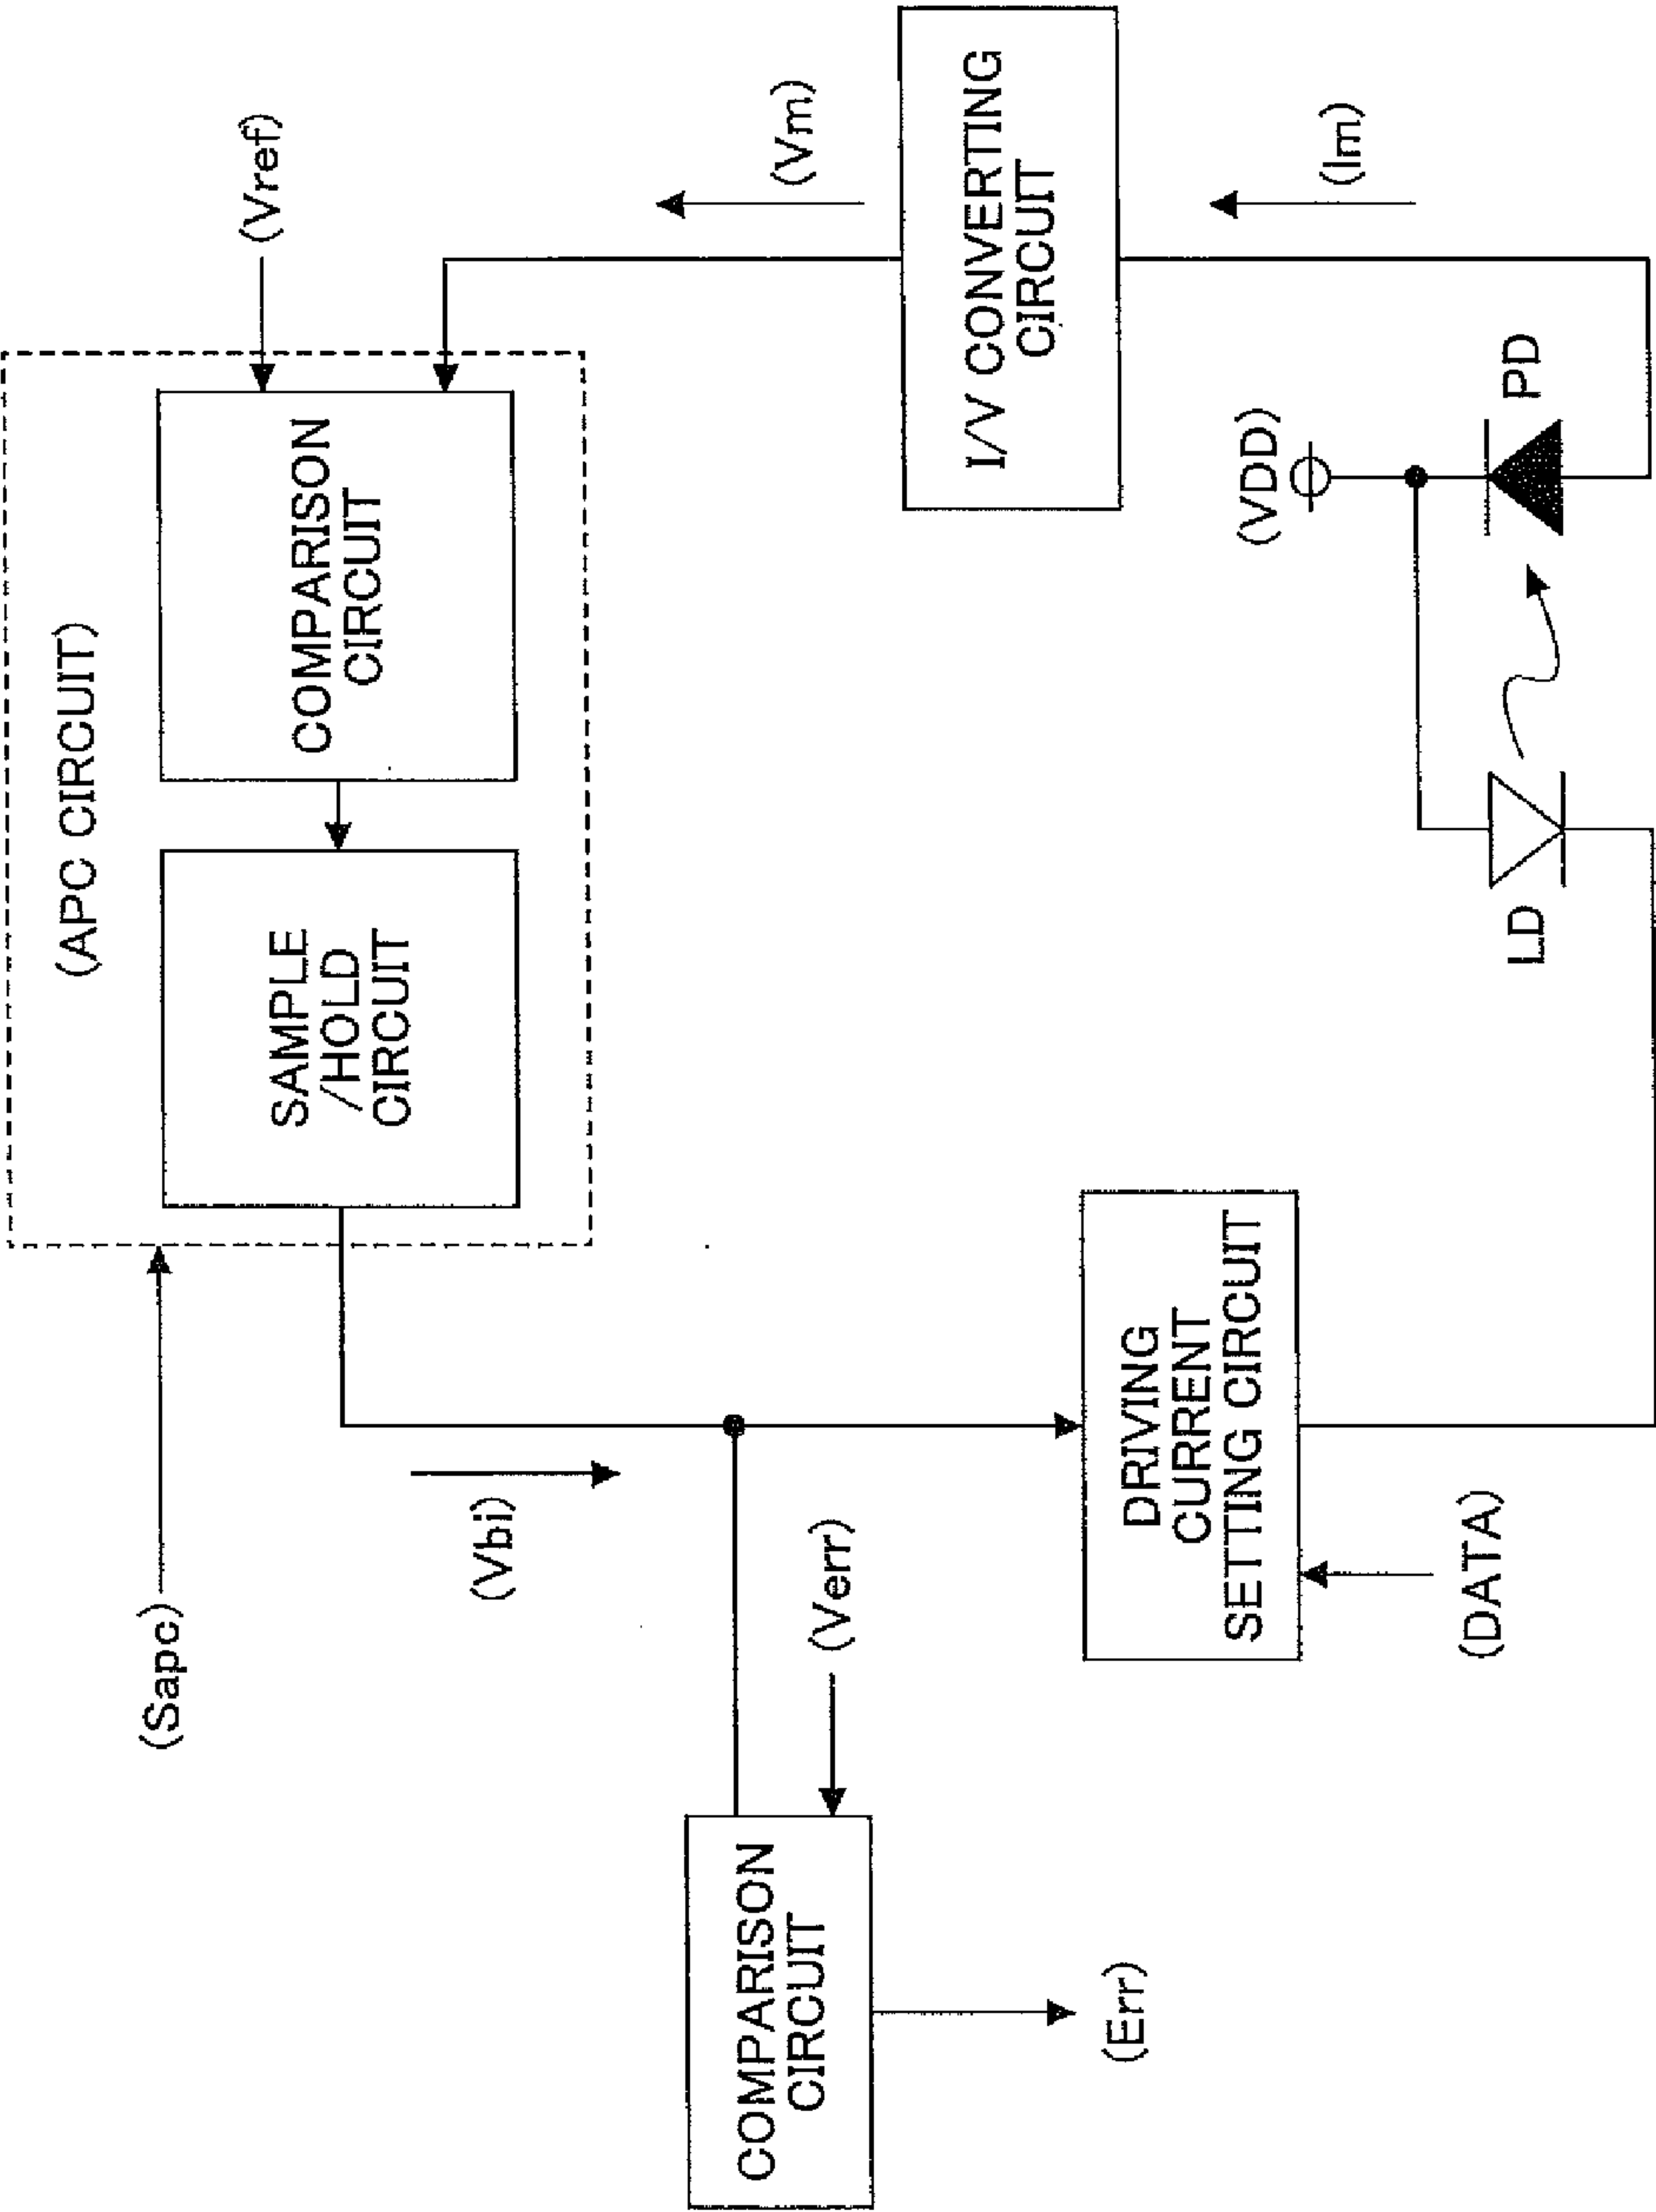 (Sapc)
(APC CIRCUIT)
(Vref)
SAMPLE
/HOLD
CIRCUIT
COMPARISON
CIRCUIT
(Vbi)
(Vm)
COMPARISON
CIRCUIT
(Verr)
I/V CONVERTING
CIRCUIT
(Err)
DRIVING
CURRENT
SETTING CIRCUIT
(VDD)
(Im)
(DATA)
LD
PD